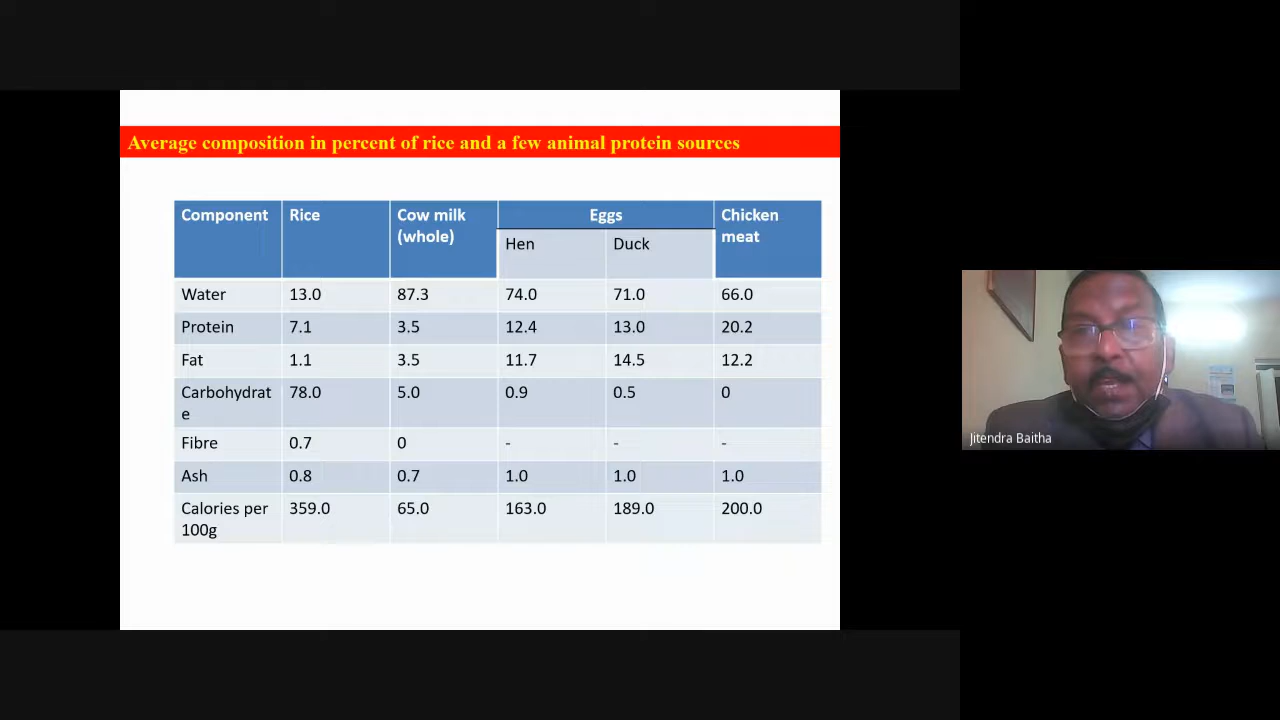 Average composition in percent of rice and a few animal protein sources
Component Rice Cow milk (whole) Eggs Chicken meat
Hen Duck
Water 13.0 87.3 74.0 71.0 66.0
Protein 7.1 3.5 12.4 13.0 20.2
Fat 1.1 3.5 11.7 14.5 12.2
Carbohydrat
e 78.0 5.0 0.9 0.5 0
Fibre 0.7 0 - - -
Ash 0.8 0.7 1.0 1.0 1.0
Calories per
100g 359.0 65.0 163.0 189.0 200.0
Jitendra Baitha